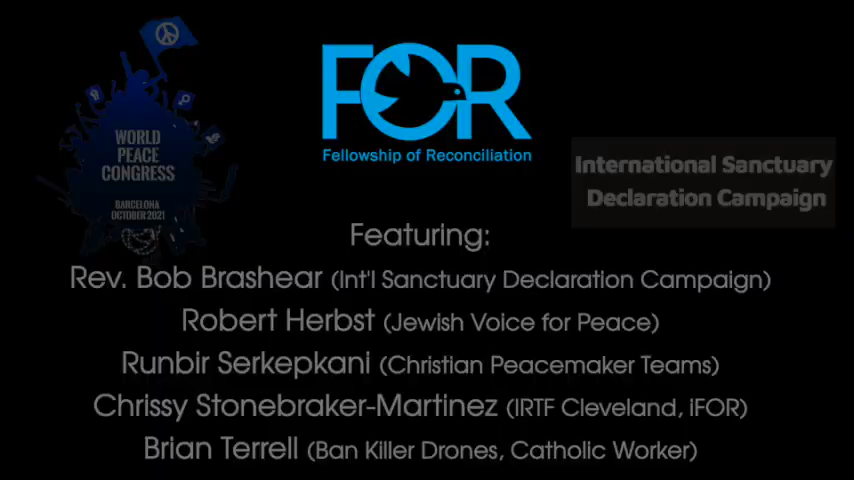 WORLD
PEACE
CONGRESS
BARCELONA
OCTOBER 2021
FOR
Fellowship of Reconciliation
International Sanctuary
Declaration Campaign
Featuring:
Rev. Bob Brashear (Int'l Sanctuary Declaration Campaign)
Robert Herbst (Jewish Voice for Peace)
Runbir Serkepkani (Christian Peacemaker Teams)
Chrissy Stonebraker-Martinez (IRTF Cleveland, iFOR)
Brian Terrell (Ban Killer Drones, Catholic Worker)